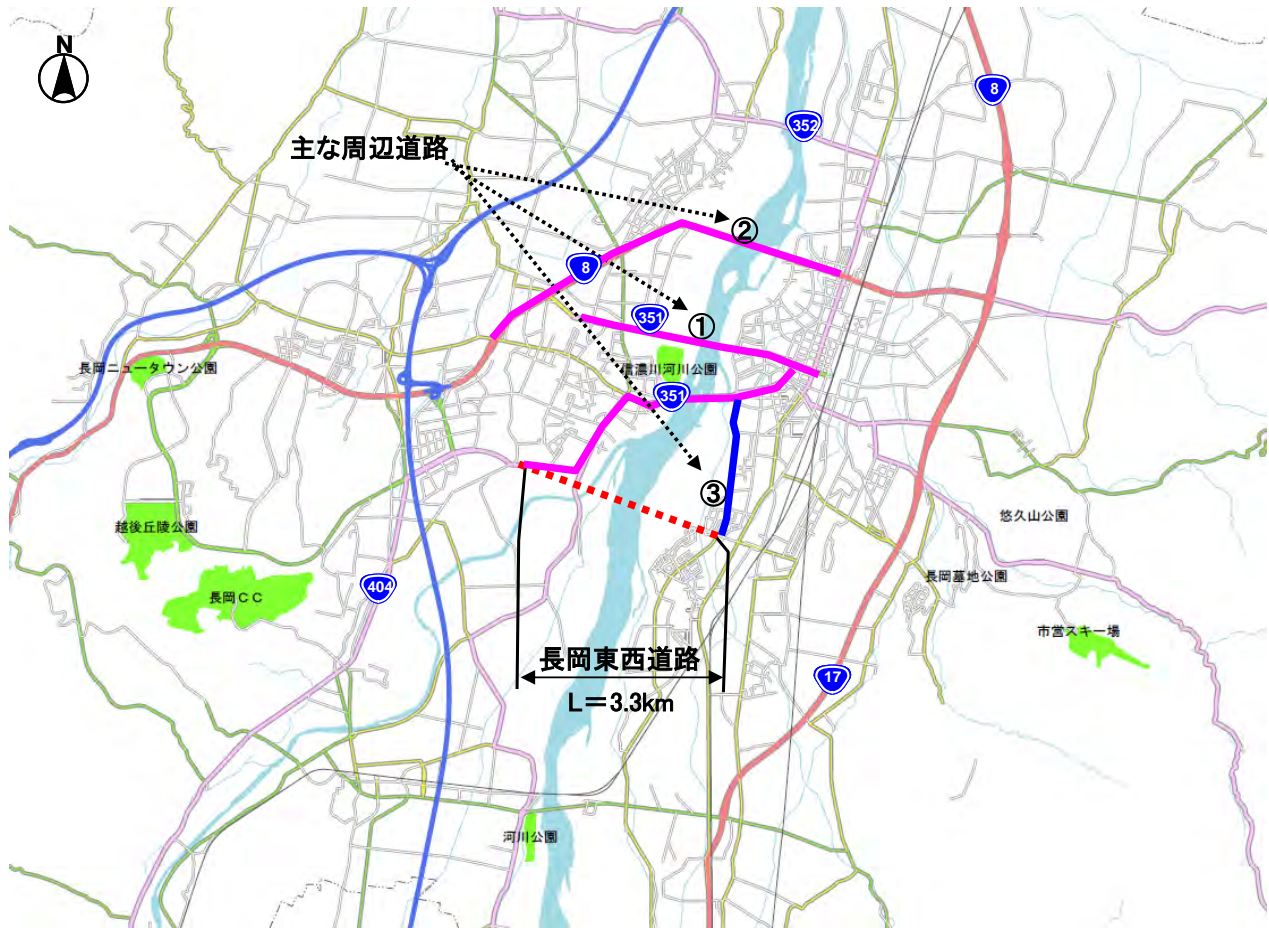 N
8
352
主な周辺道路
②
8
351
①
長岡ニュータウン公園
信濃川河川公園
351
③
越後丘陵公園
悠久山公園
404
長岡CC
長岡墓地公園
市営スキー場
長岡東西道路
17
L=3.3km
河川公園